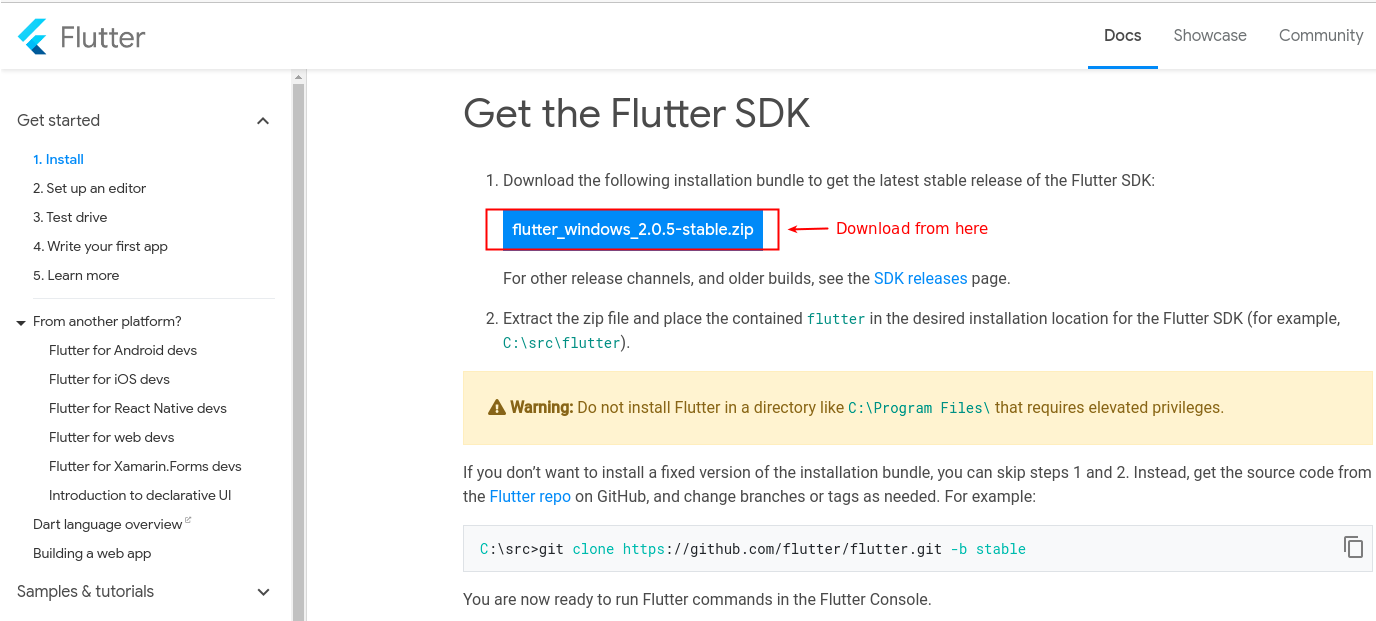 Flutter
Docs
Showcase
Community
Get started
1. Install
2. Set up an editor
3. Test drive
4. Write your first app
5. Learn more
From another platform?
Flutter for Android devs
Flutter for iOS devs
Flutter for React Native devs
Flutter for web devs
Flutter for Xamarin.Forms devs
Introduction to declarative UI
Dart language overview
Building a web app
Samples & tutorials
Get the Flutter SDK
1. Download the following installation bundle to get the latest stable release of the Flutter SDK:
flutter_windows_2.0.5-stable.zip
Download from here
For other release channels, and older builds, see the SDK releases page.
2. Extract the zip file and place the contained flutter in the desired installation location for the Flutter SDK (for example,
C:\src\flutter).
Warning: Do not install Flutter in a directory like C:\Program Files\ that requires elevated privileges.
If you don’t want to install a fixed version of the installation bundle, you can skip steps 1 and 2. Instead, get the source code from
the Flutter repo on GitHub, and change branches or tags as needed. For example:
C:\src>git clone https://github.com/flutter/flutter.git -b stable
You are now ready to run Flutter commands in the Flutter Console.